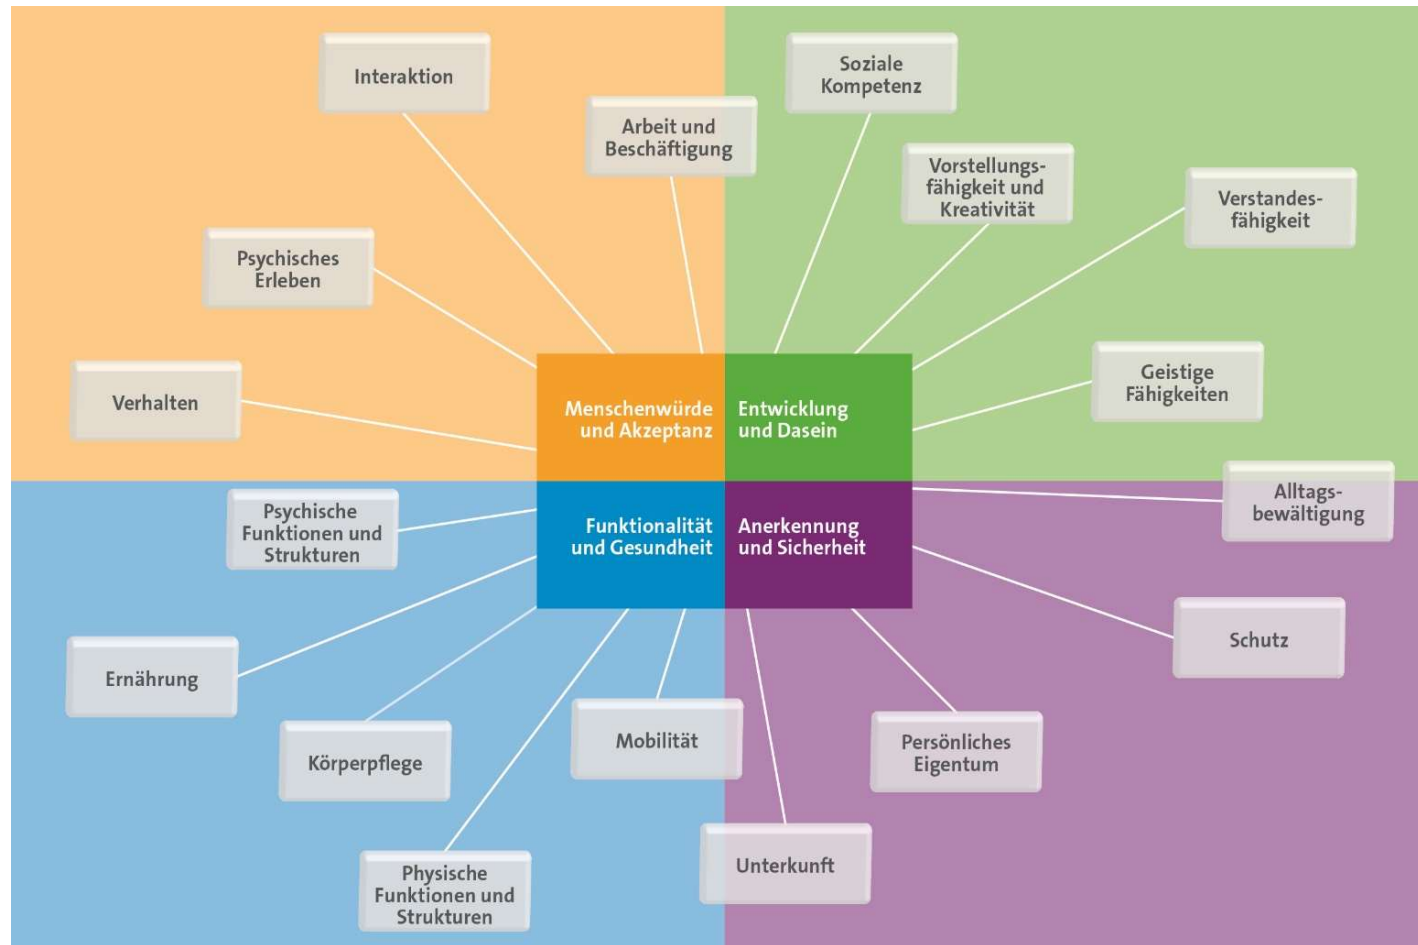 Interaktion
Arbeit und
Beschäftigung
Psychisches
Erleben
Verhalten
Soziale
Kompetenz
Vorstellungs-
fähigkeit und
Kreativität
Verstandes-
fähigkeit
Geistige
Fähigkeiten
Menschenwürde
und Akzeptanz
Entwicklung
und Dasein
Funktionalität
und Gesundheit
Anerkennung
und Sicherheit
Psychische
Funktionen und
Strukturen
Ernährung
Körperpflege
Physische
Funktionen und
Strukturen
Mobilität
Alltags-
bewältigung
Schutz
Persönliches
Eigentum
Unterkunft